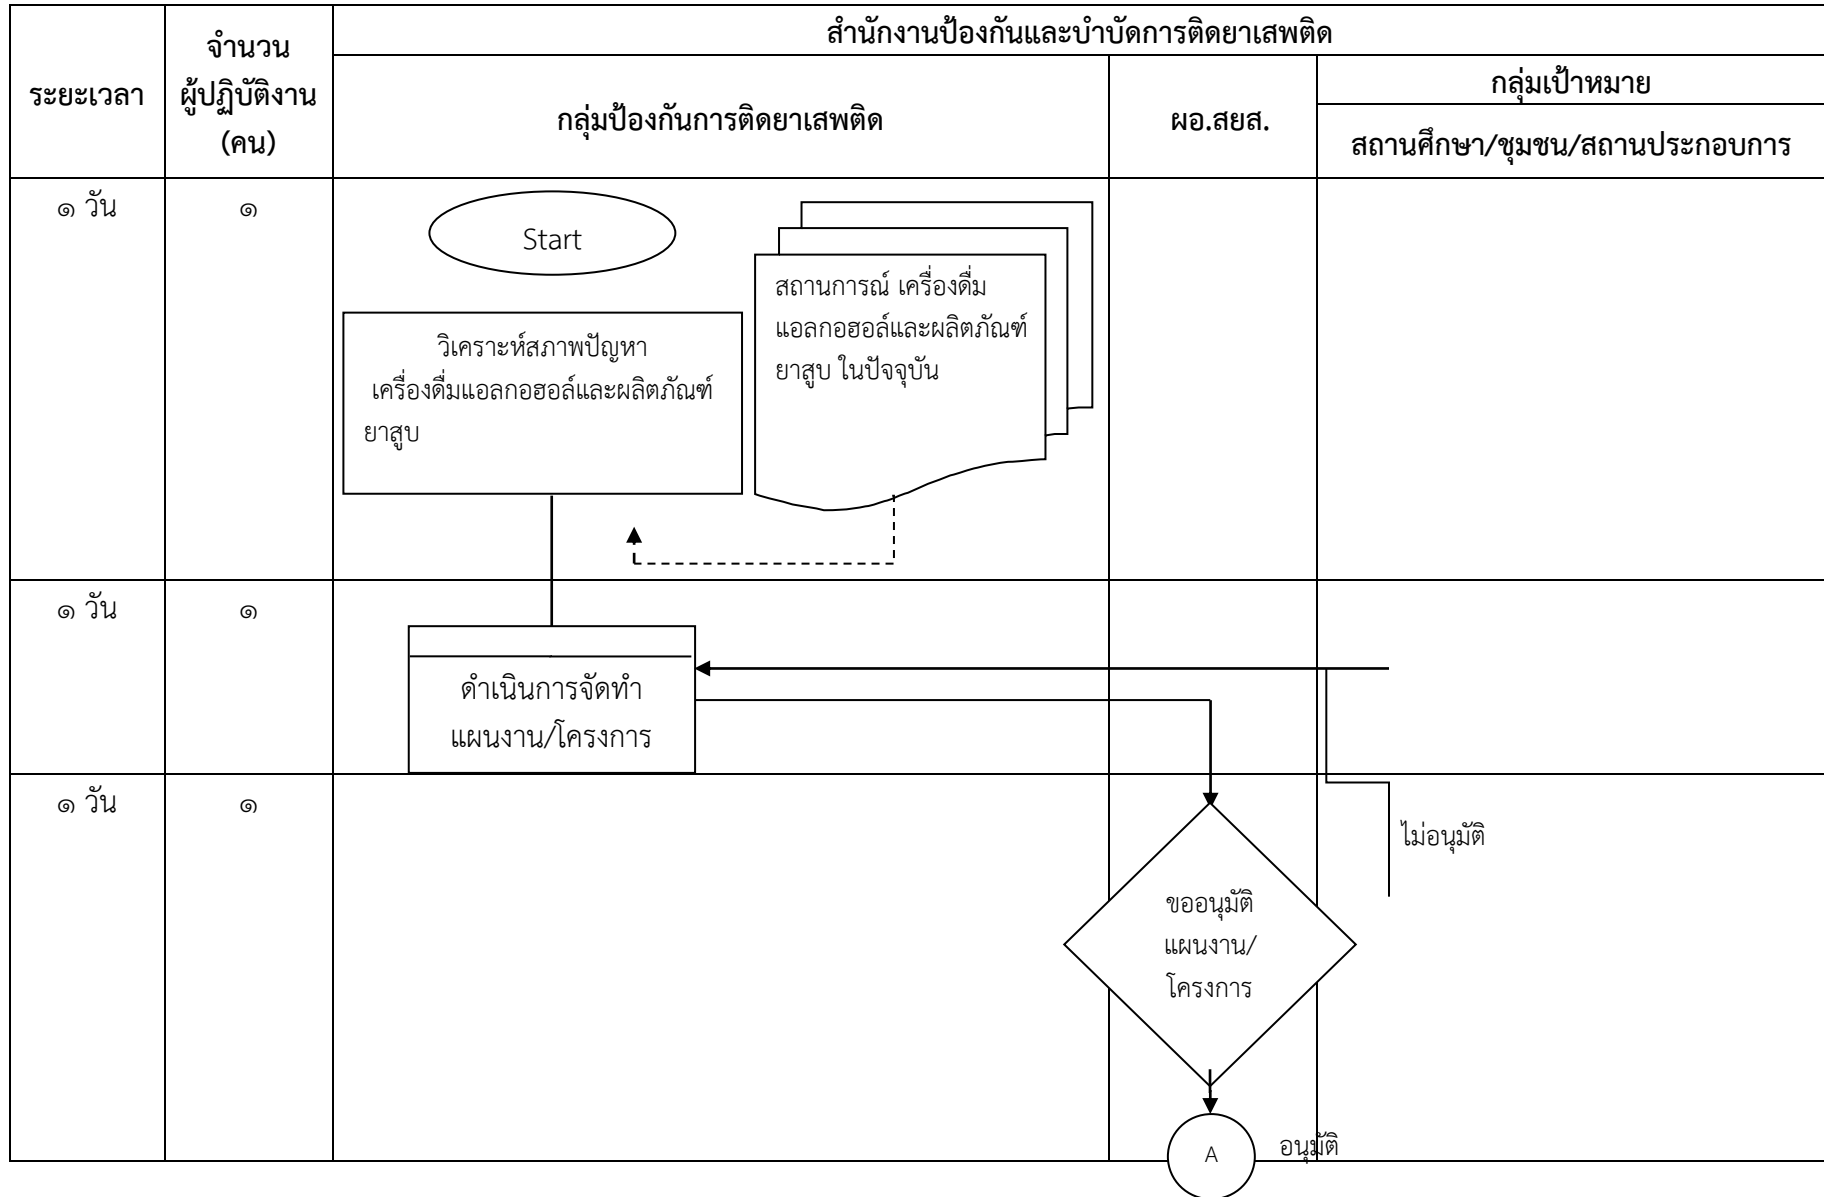 สำนักงานป้องกันและบำบัดการติดยาเสพติด
ระยะเวลา
จำนวน
ผู้ปฏิบัติงาน
(คน)
กลุ่มป้องกันการติดยาเสพติด
ผอ.สยส.
กลุ่มเป้าหมาย
สถานศึกษา/ชุมชน/สถานประกอบการ
๑ วัน
๑
Start
สถานการณ์ เครื่องดื่ม
แอลกอฮอล์และผลิตภัณฑ์
ยาสูบ ในปัจจุบัน
วิเคราะห์สภาพปัญหา
เครื่องดื่มแอลกอฮอล์และผลิตภัณฑ์
ยาสูบ
๑ วัน
๑
ดำเนินการจัดทำ
แผนงาน/โครงการ
๑ วัน
๑
ไม่อนุมัติ
ขออนุมัติ
แผนงาน/
โครงการ
A
อนุมัติ